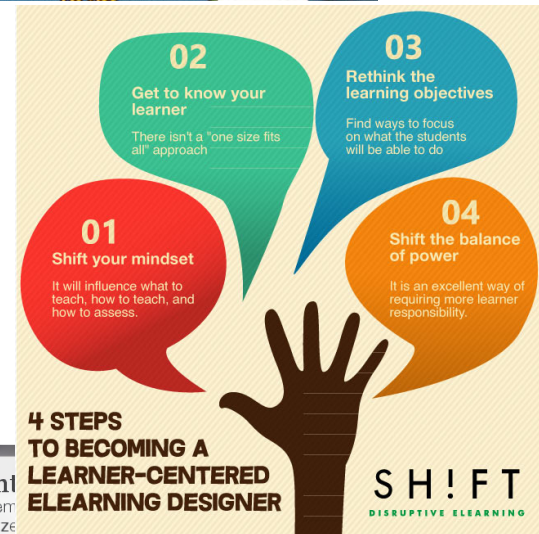 01
Shift your mindset
It will influence what to
teach, how to teach, and
how to assess.
02
Get to know your
learner
There isn't a "one size fits
all" approach
03
Rethink the
learning objectives
Find ways to focus
on what the students
will be able to do
04
Shift the balance
of power
It is an excellent way of
requiring more learner
responsibility.
4 STEPS
TO BECOMING A
LEARNER-CENTERED
ELEARNING DESIGNER
SH!FT
DISRUPTIVE ELEARNING